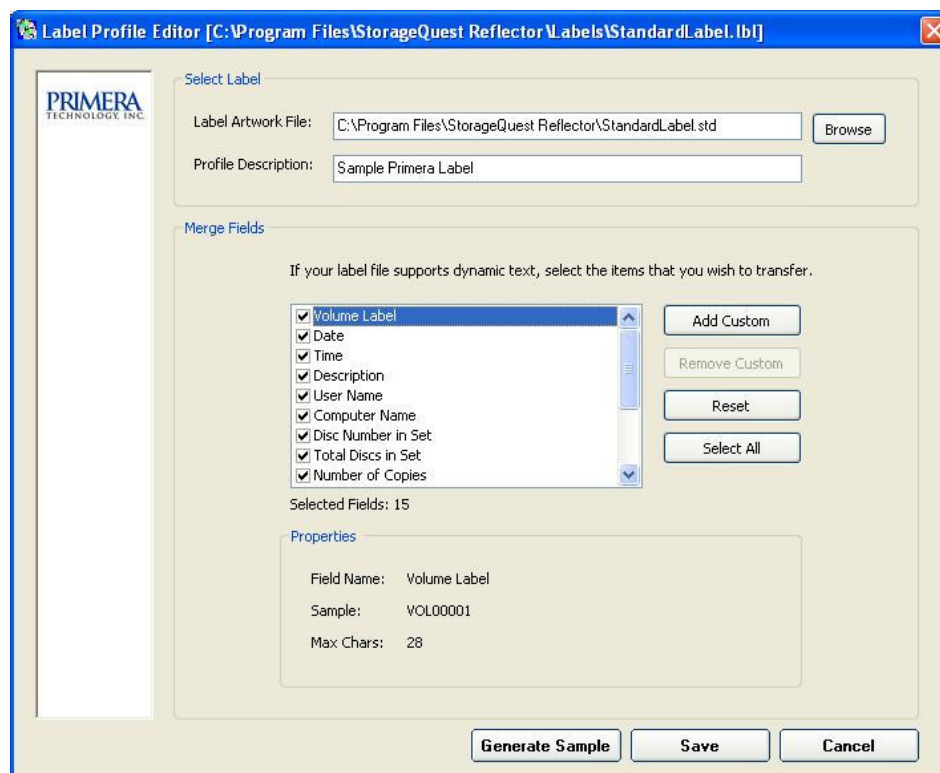 Label Profile Editor [C:\Program Files\StorageQuest Reflector\Labels\StandardLabel.lbl]
PRIMERA
TECHNOLOGY, INC.
Select Label
Label Artwork File: C:\Program Files\StorageQuest Reflector\StandardLabel.std Browse
Profile Description: Sample Primera Label
Merge Fields
If your label file supports dynamic text, select the items that you wish to transfer.
Volume Label
Date
Time
Description
User Name
Computer Name
Disc Number in Set
Total Discs in Set
Number of Copies
Add Custom
Remove Custom
Reset
Select All
Selected Fields: 15
Properties
Field Name: Volume Label
Sample: VOL00001
Max Chars: 28
Generate Sample Save Cancel